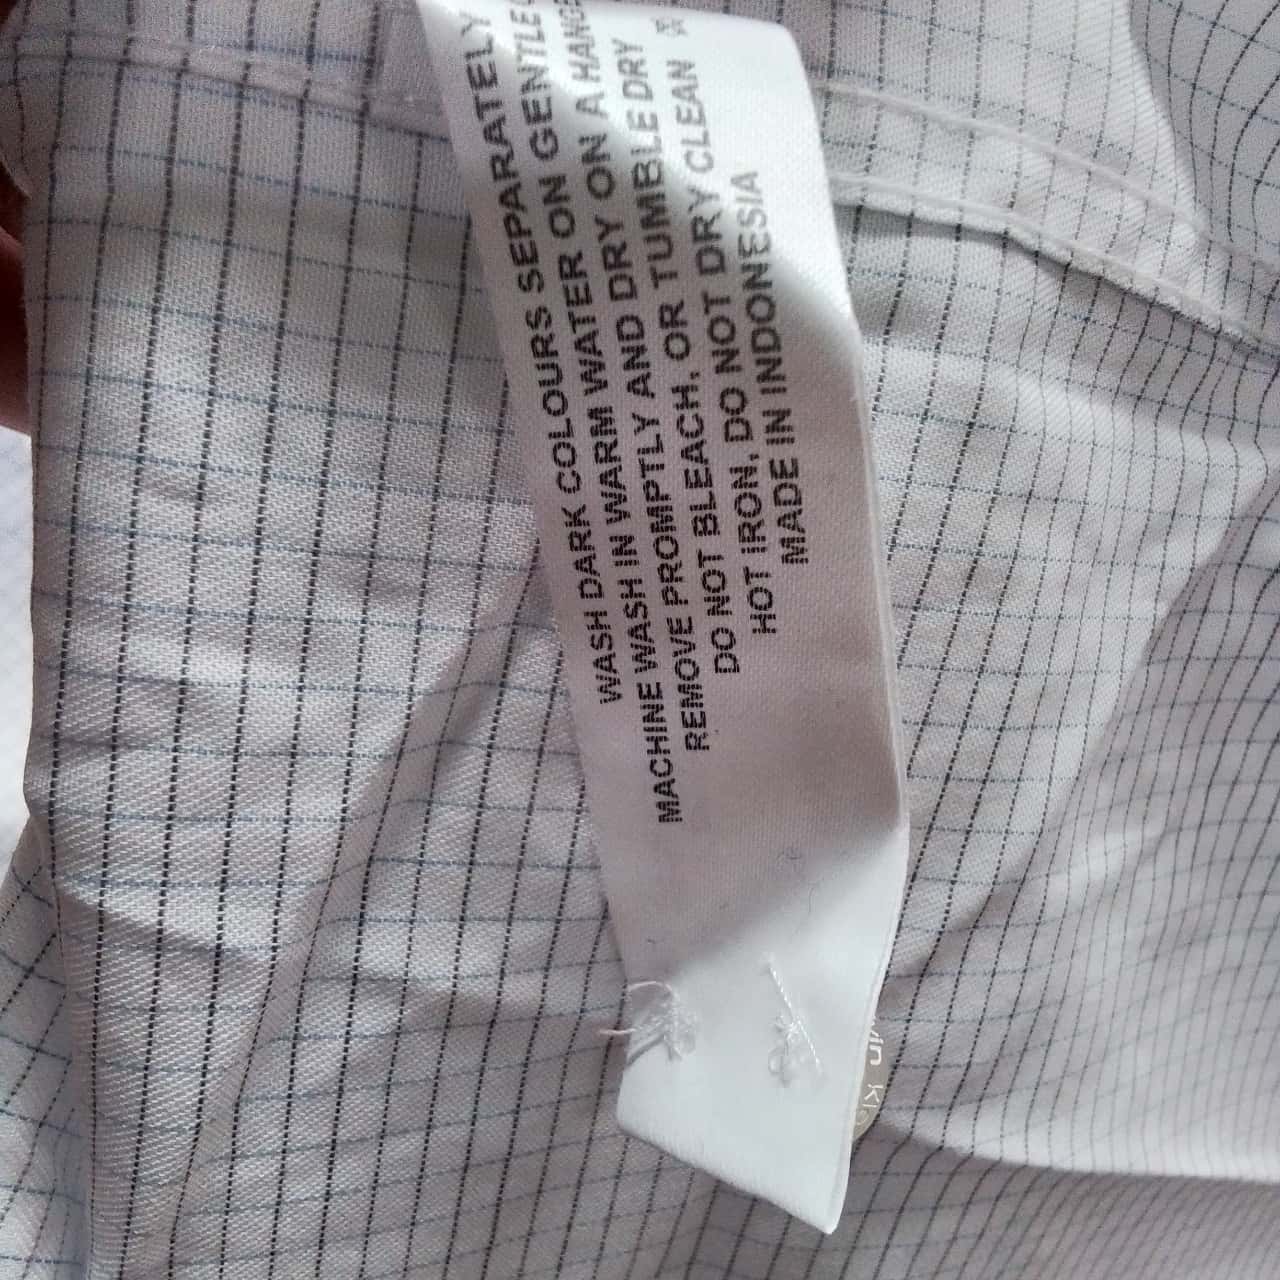 WASH DARK COLOURS SEPARATELY
MACHINE WASH IN WARM WATER ON GENTLE
REMOVE PROMPTLY AND DRY ON A
DO NOT BLEACH, OR TUMBLE DRY
HOT IRON, DO NOT DRY CLEAN
MADE IN INDONESIA